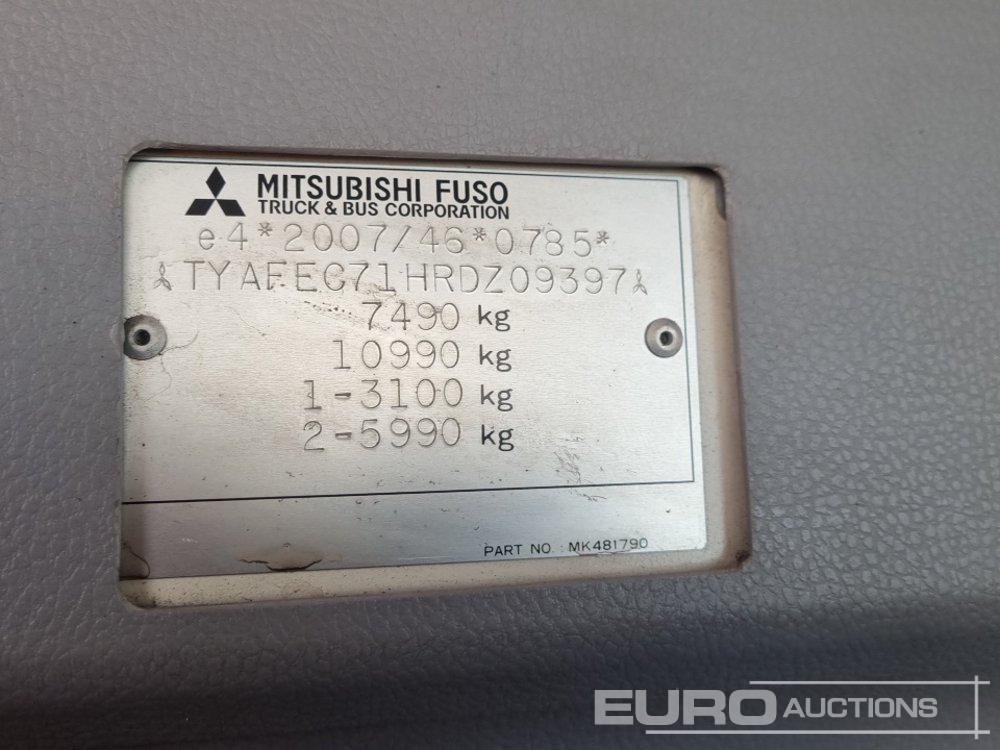 MITSUBISHI FUSO
TRUCK & BUS CORPORATION
e4*2007/46*0785*
TYAFEC71HRDZ09397
7490 kg
10990 kg
1-3100 kg
2-5990 kg
PART NO. : MK481790
EURO AUCTIONS